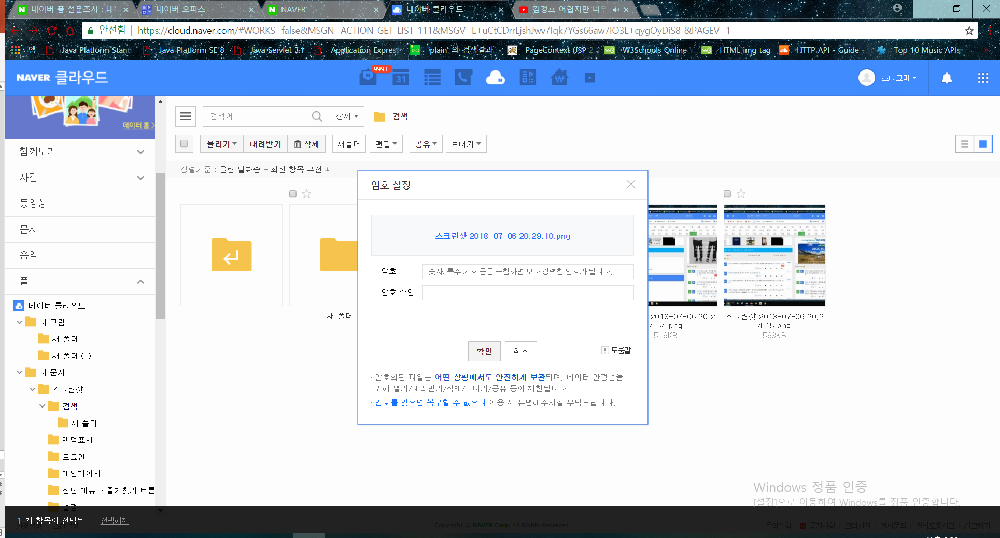 네이버 폼 설문조사 : 네
네이버 오피스
NAVER
네이버 클라우드
김경호 어렵지만 너무
안전함
https://cloud.naver.com/#WORKS=false&MSGN=ACTION_GET_LIST_111&MSGV=L+uCtCDrrLjshJwv7Iqk7YGs66aw7IO3L+qygOyDiS8-&PAGEV=1
앱
Java Platform Stanc
Java Platform SE 8
Java Servlet 3.1
Application Express
'plain' 의 검색결과
PageContext (JSP 2
W3Schools Online
HTML img tag
HTTP API - Guide
Top 10 Music APIs
NAVER 클라우드
999+
31
스티그마
데이터 홈 >
검색어
상세
검색
올리기
내려받기
삭제
새폴더
편집
공유
보내기
정렬기준 : 올린 날짜순 - 최신 항목 우선 ↓
함께보기
사진
동영상
문서
음악
폴더
네이버 클라우드
내 그림
새 폴더
새 폴더 (1)
내 문서
스크린샷
검색
새 폴더
랜덤표시
로그인
메인페이지
상단 메뉴바 즐겨찾기 버튼
설정
..
새 폴더
암호 설정
스크린샷 2018-07-06 20.29.10.png
암호
숫자, 특수 기호 등을 포함하면 보다 강력한 암호가 됩니다.
암호 확인
확인
취소
도움말
· 암호화된 파일은 어떤 상황에서도 안전하게 보관되며, 데이터 안정성을
위해 열기/내려받기/삭제/보내기/공유 등이 제한됩니다.
· 암호를 잊으면 복구할 수 없으니 이용 시 유념해주시길 부탁드립니다.
2018-07-06 20.2
4.34.png
519KB
스크린샷 2018-07-06 20.2
4.15.png
598KB
Windows 정품 인증
[설정]으로 이동하여 Windows를 정품 인증합니다.
1 개 항목이 선택됨
선택해제
Copyright © NAVER Corp. All Rights Reserved.
운영원칙
공지사항
고객센터
결제문의
결제도용신고
신고하기